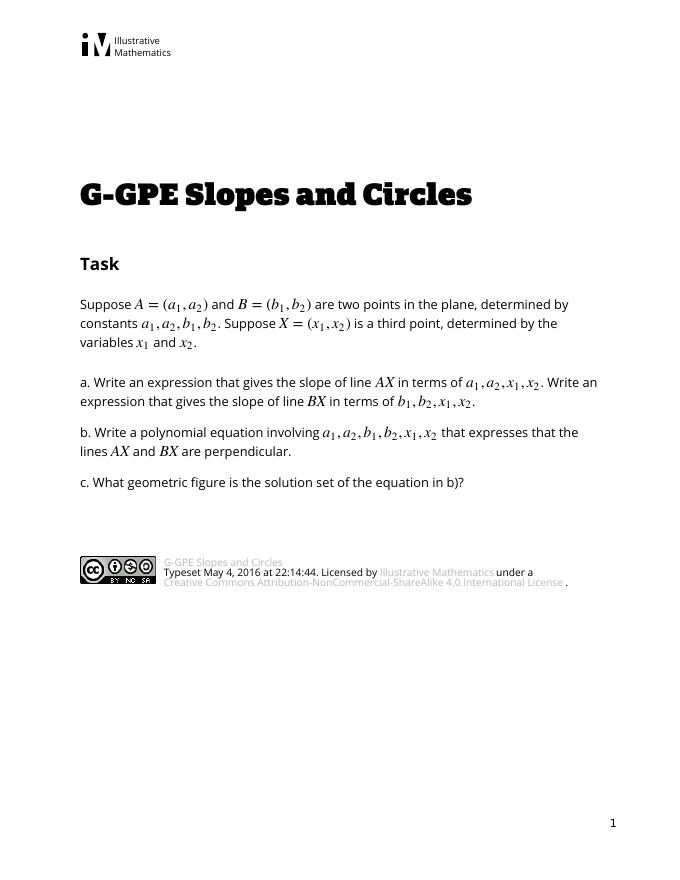 Illustrative
Mathematics
G-GPE Slopes and Circles
Task
Suppose A = (a₁, a₂) and B = (b₁, b₂) are two points in the plane, determined by
constants a₁, a₂, b₁, b₂. Suppose X = (x₁, x₂) is a third point, determined by the
variables x₁ and x₂.
a. Write an expression that gives the slope of line AX in terms of a₁, a₂, x₁, x₂. Write an
expression that gives the slope of line BX in terms of b₁, b₂, x₁, x₂.
b. Write a polynomial equation involving a₁, a₂, b₁, b₂, x₁, x₂ that expresses that the
lines AX and BX are perpendicular.
c. What geometric figure is the solution set of the equation in b)?
cc BY NC SA
G-GPE Slopes and Circles
Typeset May 4, 2016 at 22:14:44. Licensed by Illustrative Mathematics under a
Creative Commons Attribution-NonCommercial-ShareAlike 4.0 International License .
1